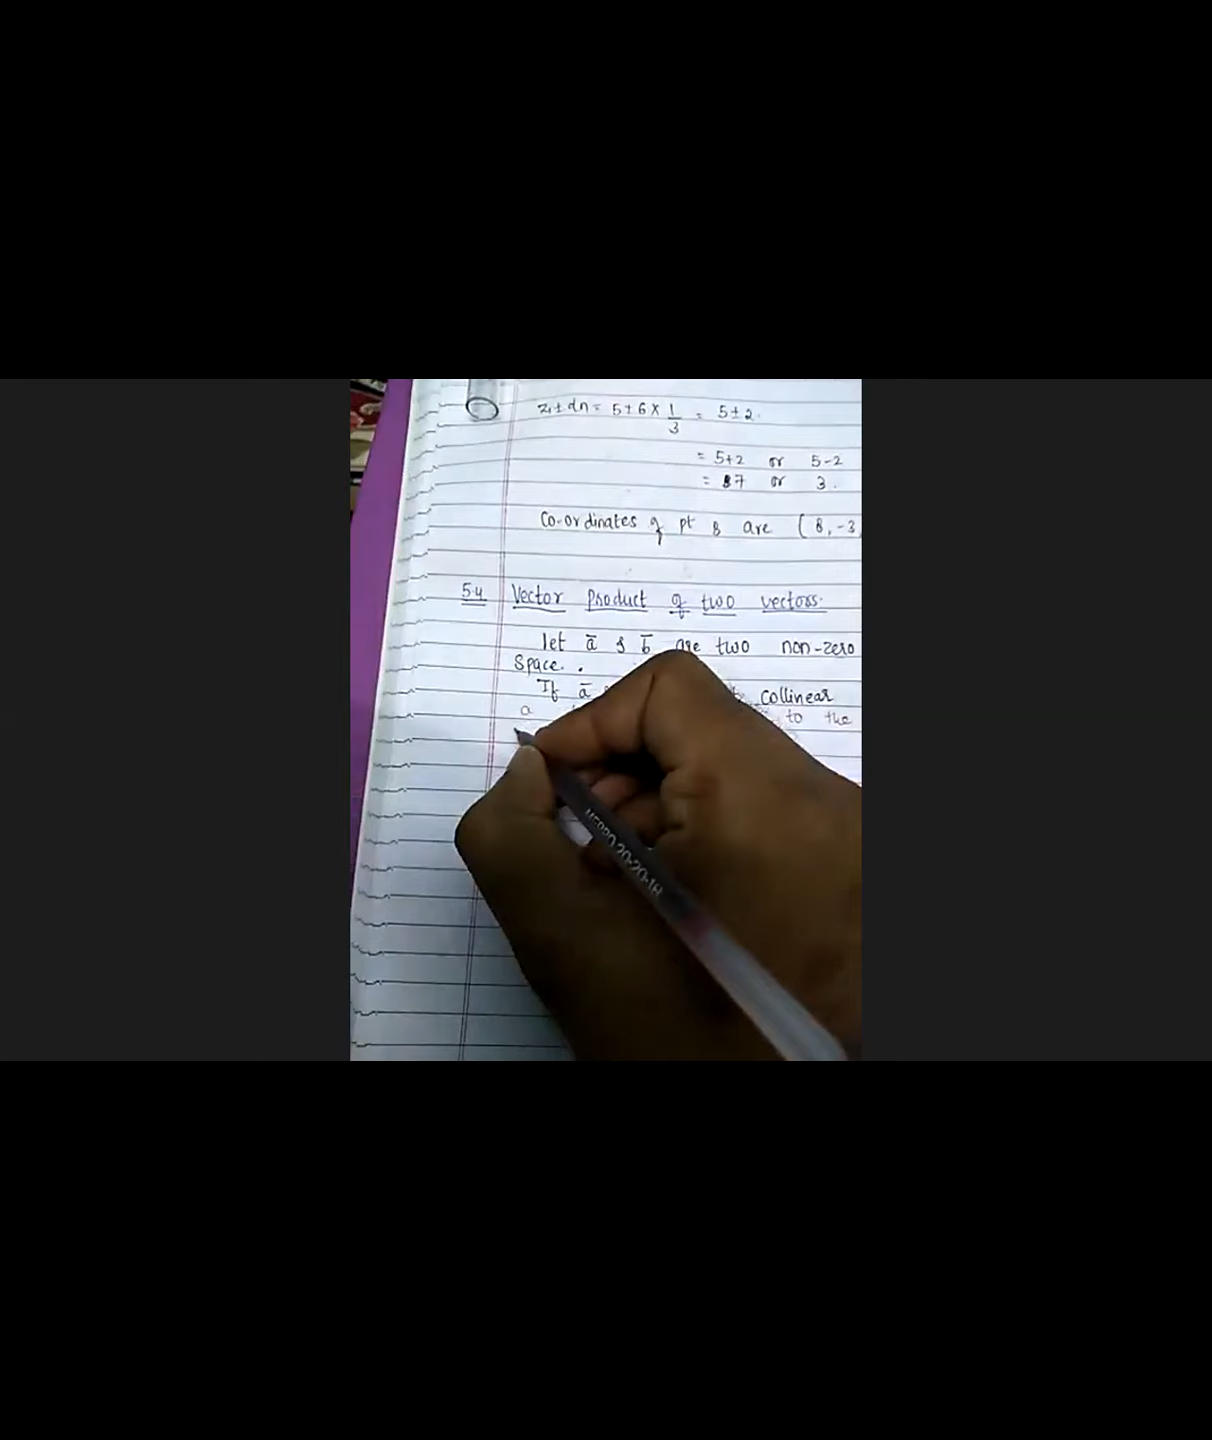 z₁ ± dn = 5 ± 6 × 1/3 = 5 ± 2.
= 5+2 or 5-2
= 7 or 3.
Co-ordinates of pt B are ( 8, -3,
5.4 Vector product of two vectors.
let a̅ & b̅ are two non-zero
space.
If a̅ collinear
a to the